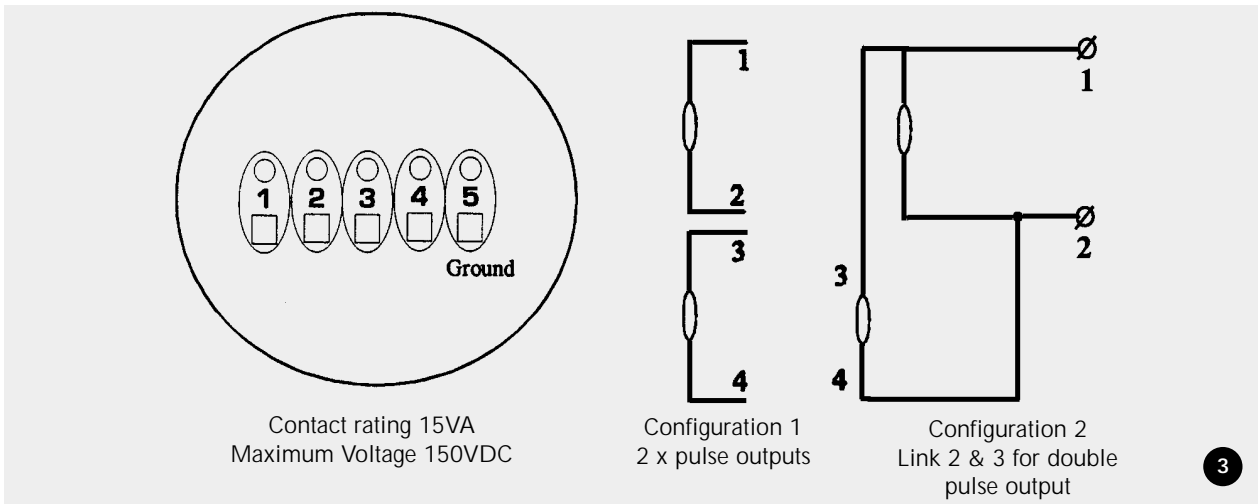 1 2 3 4 5
Ground
Contact rating 15VA
Maximum Voltage 150VDC
1
2
3
4
Configuration 1
2 x pulse outputs
1
2
3
4
Configuration 2
Link 2 & 3 for double
pulse output
3